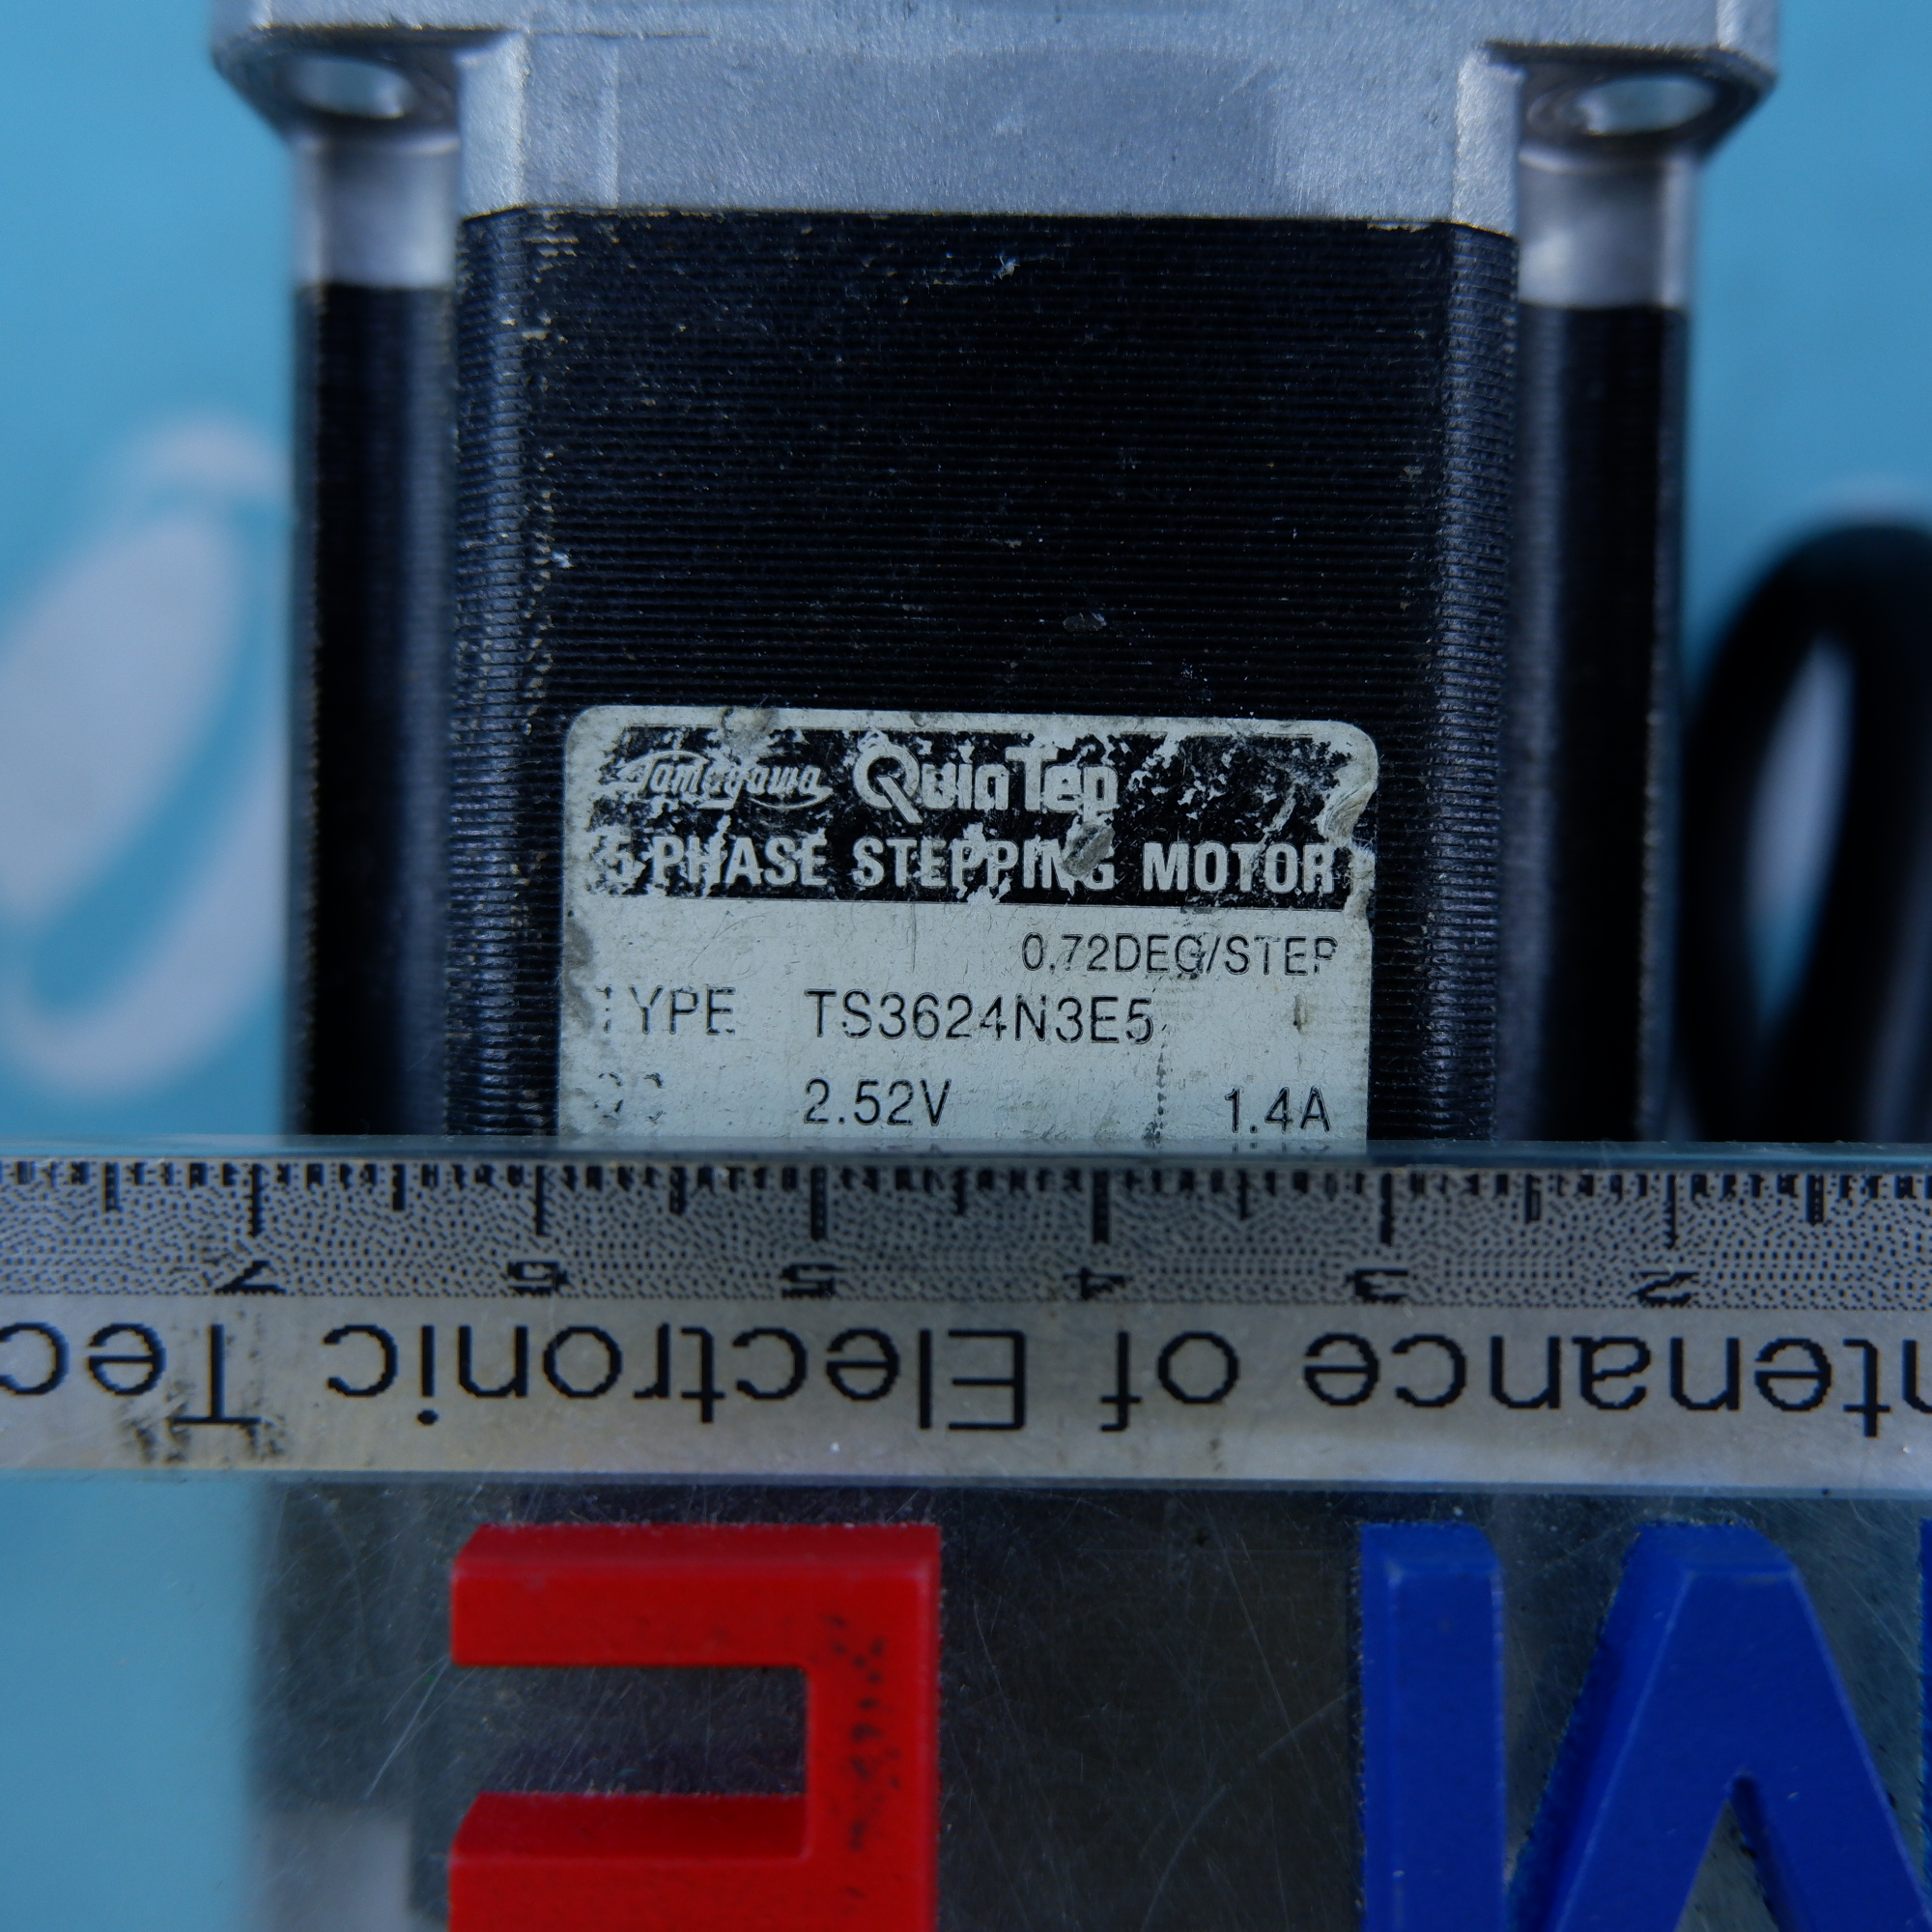 Tamagawa QuinTep
5-PHASE STEPPING MOTOR
0.72DEG/STEP
TYPE TS3624N3E5
2.52V 1.4A
7 6 5 4 3 2
ntenance of Electronic Tec
E M